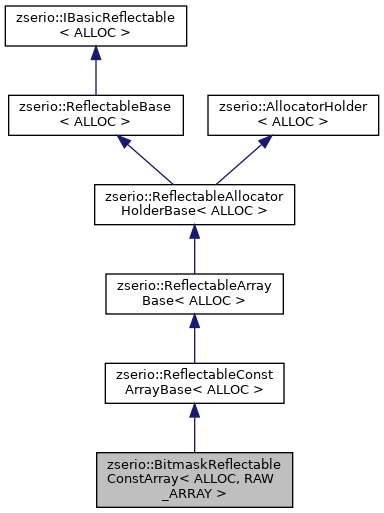 zserio::IBasicReflectable
< ALLOC >
zserio::ReflectableBase
< ALLOC >
zserio::AllocatorHolder
< ALLOC >
zserio::ReflectableAllocator
HolderBase< ALLOC >
zserio::ReflectableArray
Base< ALLOC >
zserio::ReflectableConst
ArrayBase< ALLOC >
zserio::BitmaskReflectable
ConstArray< ALLOC, RAW
_ARRAY >